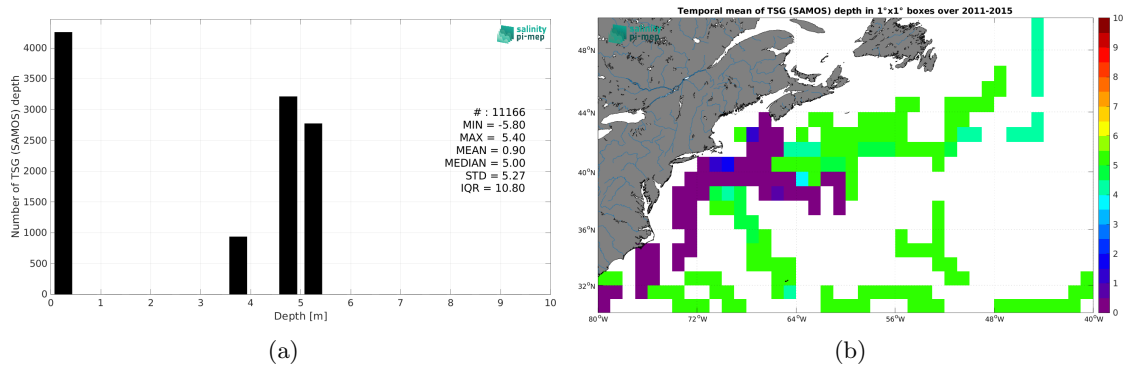 salinity
pi-mep
Number of TSG (SAMOS) depth
4000
3500
3000
2500
2000
1500
1000
500
0
# : 11166
MIN = -5.80
MAX = 5.40
MEAN = 0.90
MEDIAN = 5.00
STD = 5.27
IQR = 10.80
0 1 2 3 4 5 6 7 8 9 10
Depth [m]
(a)
Temporal mean of TSG (SAMOS) depth in 1°x1° boxes over 2011-2015
salinity
pi-mep
48°N
44°N
40°N
36°N
32°N
80°W 72°W 64°W 56°W 48°W 40°W
10
9
8
7
6
5
4
3
2
1
0
(b)